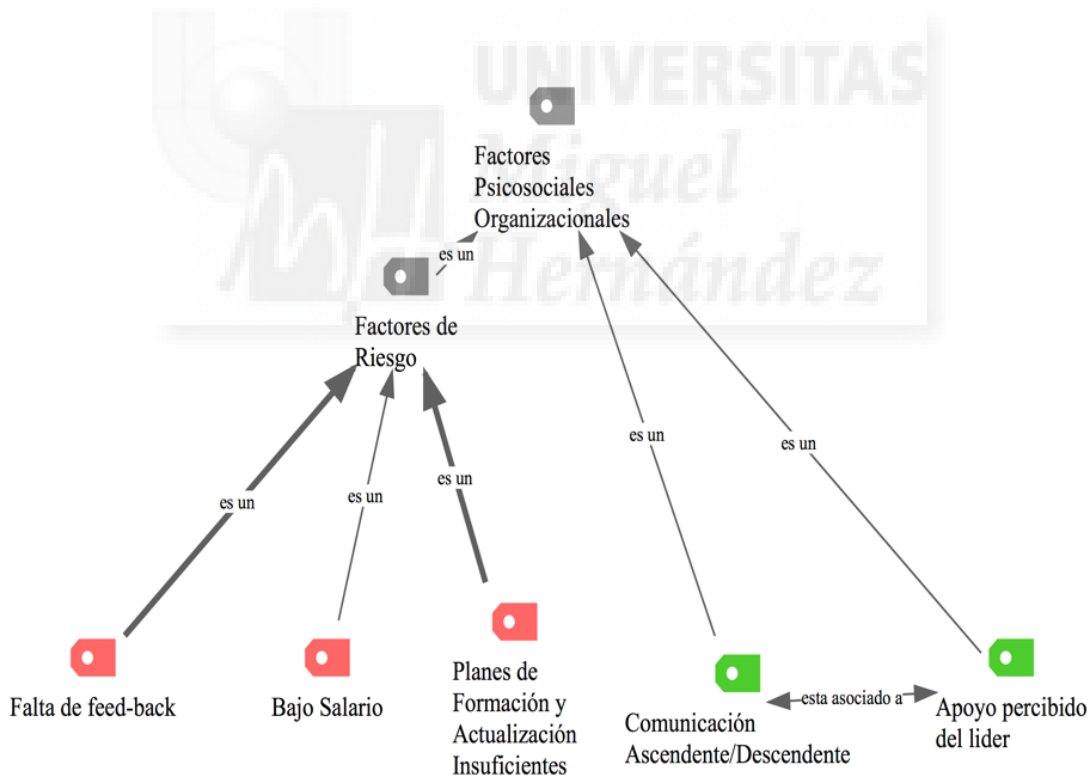 UNIVERSITAS
Miguel
Hernández
Factores
Psicosociales
Organizacionales
es un
Factores de
Riesgo
es un
es un
es un
es un
es un
Falta de feed-back
Bajo Salario
Planes de
Formación y
Actualización
Insuficientes
Comunicación
Ascendente/Descendente
esta asociado a
Apoyo percibido
del lider